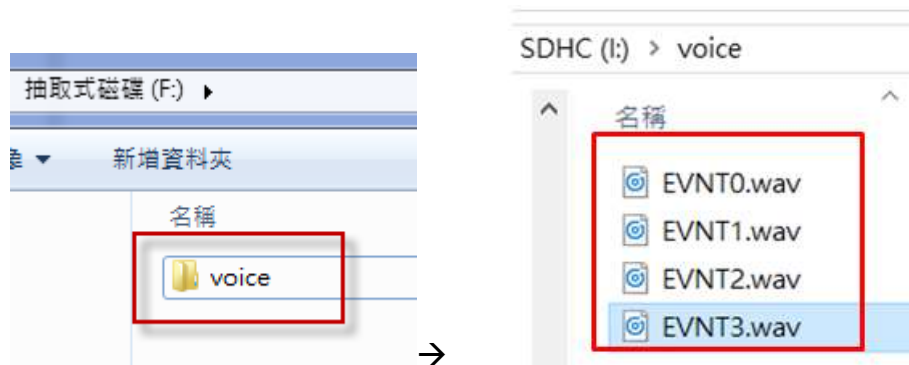 抽取式磁碟 (F:)
新增資料夾
名稱
voice
→
SDHC (I:) > voice
名稱
EVNT0.wav
EVNT1.wav
EVNT2.wav
EVNT3.wav